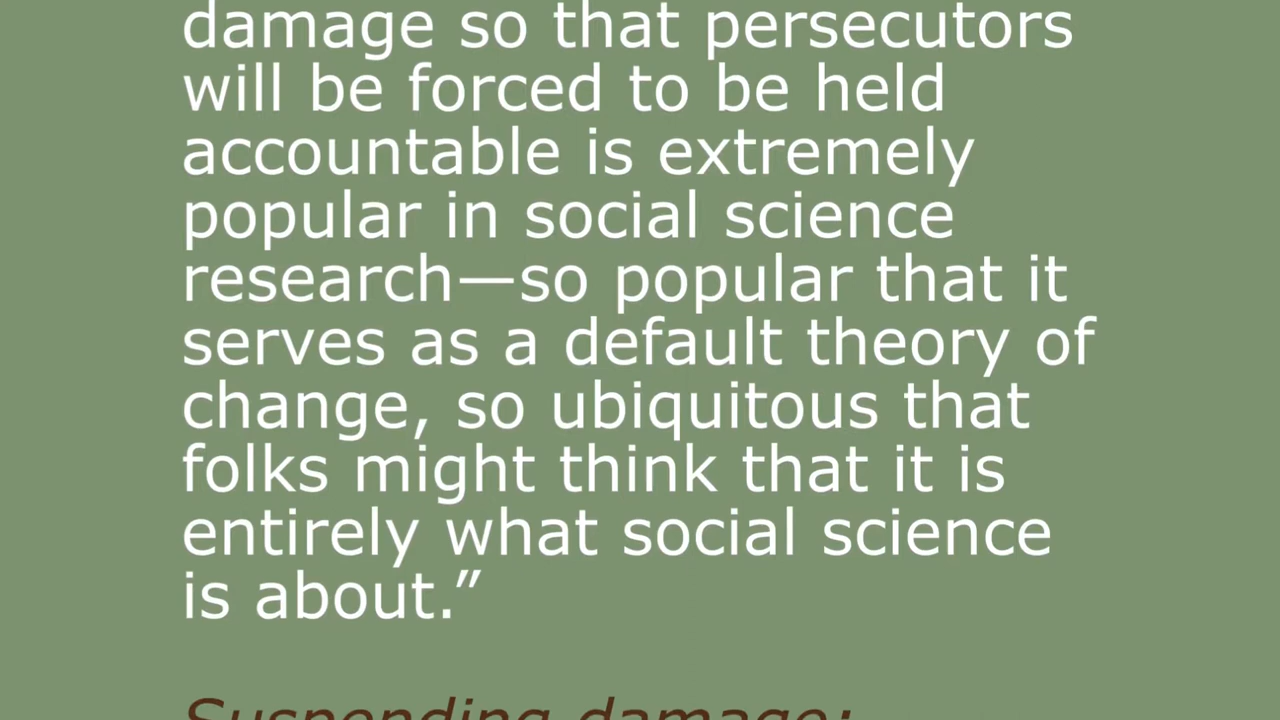 damage so that persecutors
will be forced to be held
accountable is extremely
popular in social science
research—so popular that it
serves as a default theory of
change, so ubiquitous that
folks might think that it is
entirely what social science
is about.”
Suspending damage: